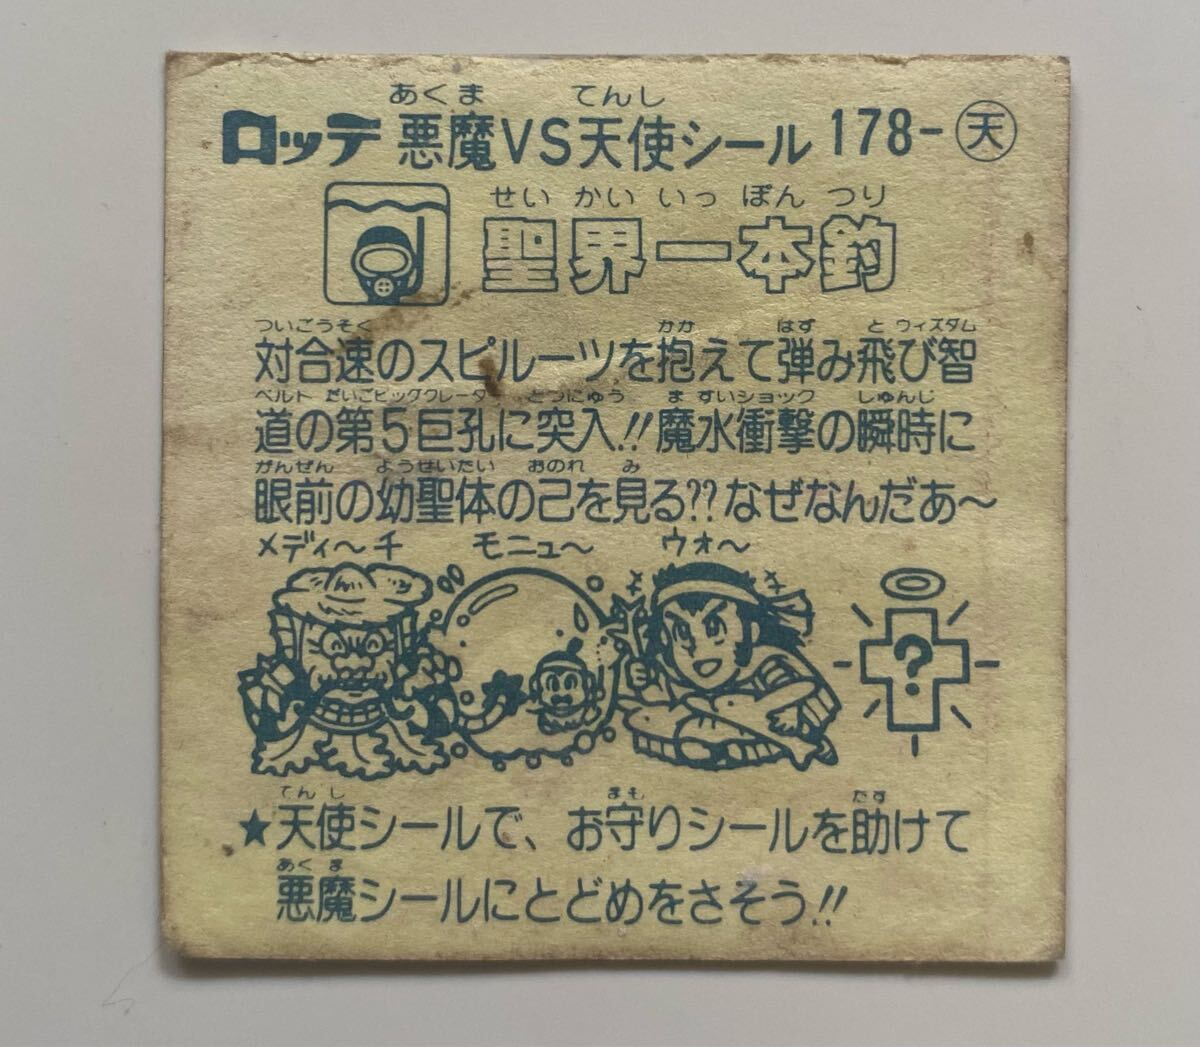 あくま てんし
ロッテ 悪魔VS天使シール 178-天
せい かい いっ ぽん つり
聖界一本釣
ついごうそく かか はず と ウィズダム
対合速のスピルーツを抱えて弾み飛び智
ベルト だいごビッグクレータ とつにゅう ますいショック しゅんじ
道の第5巨孔に突入!!魔水衝撃の瞬時に
がんぜん ようせいたい おのれ み
眼前の幼聖体の己を見る??なぜなんだあ〜
メディ〜チ モニュ〜 ウォ〜
?
てんし まも たす
★天使シールで、お守りシールを助けて
あくま
悪魔シールにとどめをさそう!!